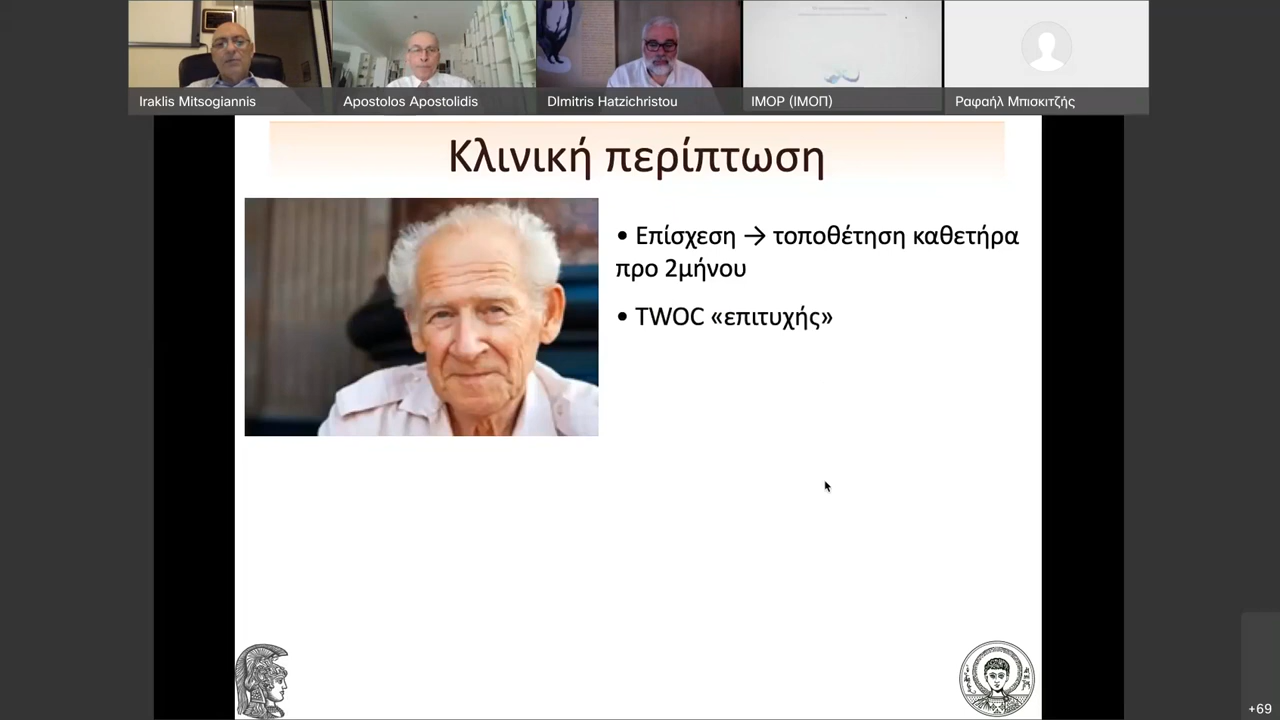 Iraklis Mitsogiannis
Apostolos Apostolidis
DImitris Hatzichristou
IMOP (ΙΜΟΠ)
Ραφαήλ Μπισκιτζής
Κλινική περίπτωση
• Επίσχεση → τοποθέτηση καθετήρα
προ 2μήνου
• TWOC «επιτυχής»
+69